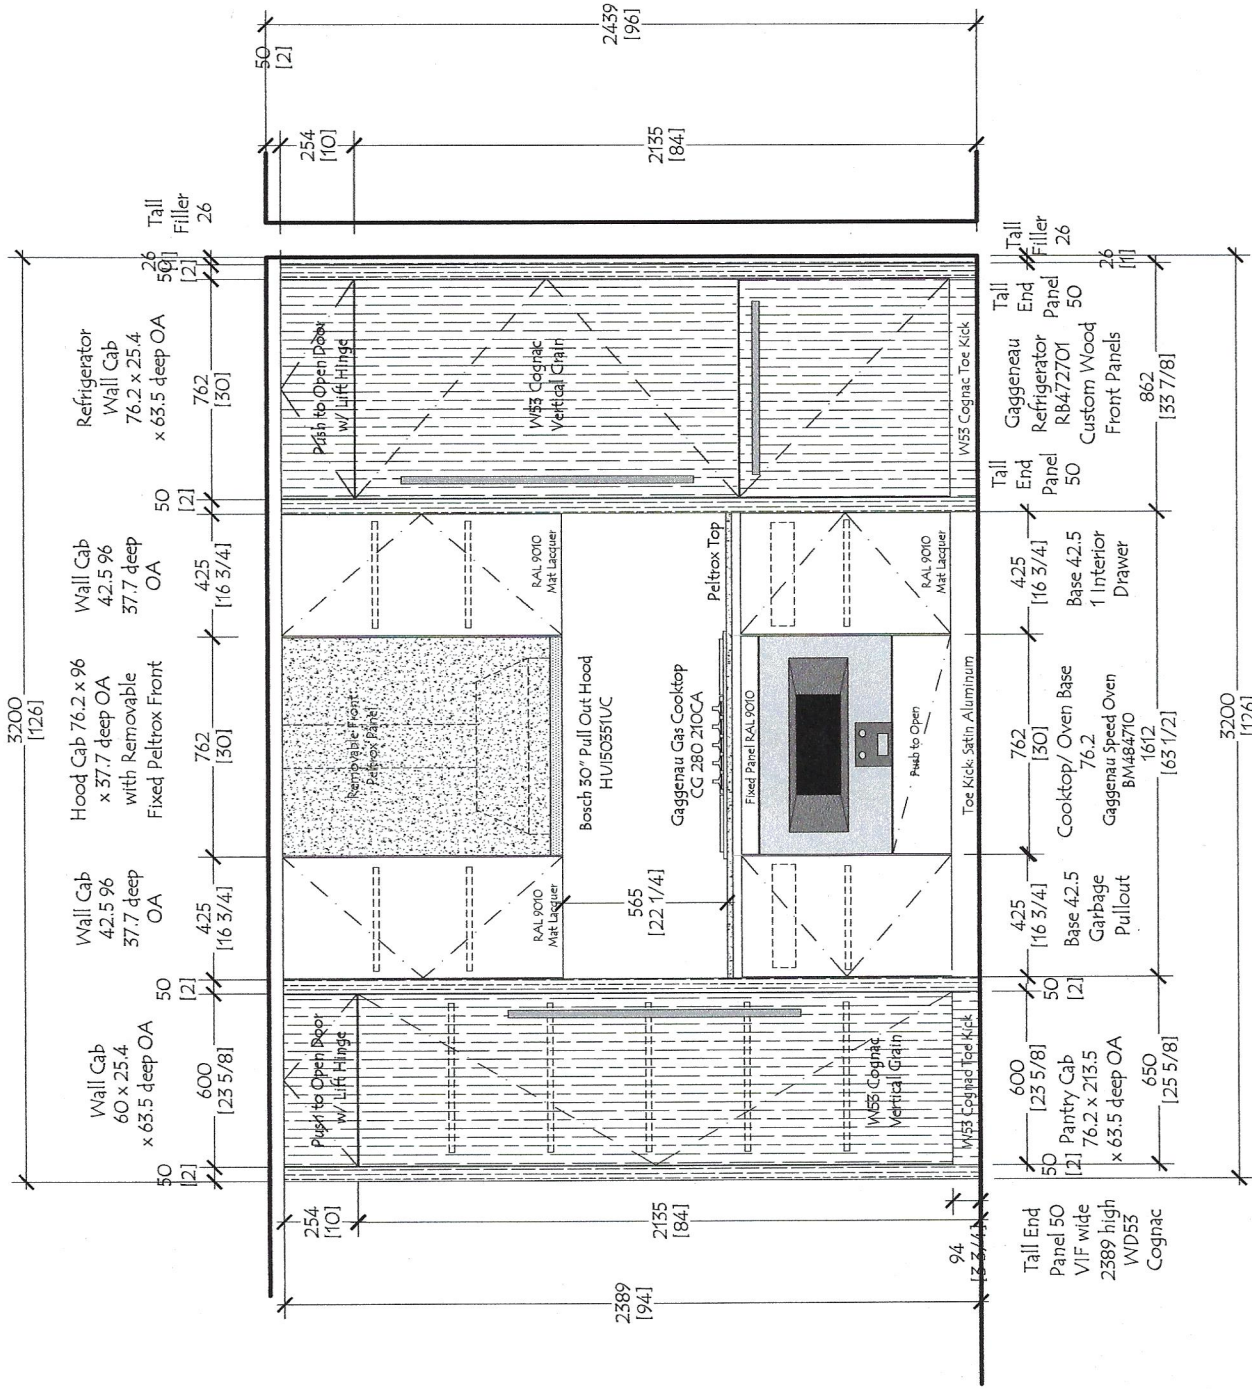 3200
[126]
Wall Cab
60 x 25.4
x 63.5 deep OA
Wall Cab
42.5 96
37.7 deep
OA
Hood Cab 76.2 x 96
x 37.7 deep OA
with Removable
Fixed Peltrox Front
Wall Cab
42.5 96
37.7 deep
OA
Refrigerator
Wall Cab
76.2 x 25.4
x 63.5 deep OA
Tall
Filler
26
50
[2]
600
[23 5/8]
50
[2]
425
[16 3/4]
762
[30]
425
[16 3/4]
50
[2]
762
[30]
50
[2]
26
50
[2]
254
[10]
2135
[84]
2389
[94]
94
[3 3/4]
Push to Open Door
w/ Lift Hinge
W53 Cognac
Vertical Grain
W53 Cognac Toe Kick
RAL 9010
Mat Lacquer
Removable Front
Peltrox Panel
RAL 9010
Mat Lacquer
Push to Open Door
w/ Lift Hinge
W53 Cognac
Vertical Grain
565
[22 1/4]
Bosch 30" Pull Out Hood
HUI50351UC
Gaggenau Gas Cooktop
CG 280 210CA
Peltrox Top
Fixed Panel RAL 9010
Push to Open
RAL 9010
Mat Lacquer
Toe Kick: Satin Aluminum
W53 Cognac Toe Kick
254
[10]
2135
[84]
2439
[96]
Tall End
Panel 50
VIF wide
2389 high
WD53
Cognac
50
[2]
600
[23 5/8]
Pantry Cab
76.2 x 213.5
x 63.5 deep OA
50
[2]
425
[16 3/4]
Base 42.5
Garbage
Pullout
762
[30]
Cooktop/ Oven Base
76.2
Gaggenau Speed Oven
BM484710
425
[16 3/4]
Base 42.5
1 Interior
Drawer
Tall
End
Panel
50
Gaggeneau
Refrigerator
RB472701
Custom Wood
Front Panels
Tall
End
Panel
50
Tall
Filler
26
650
[25 5/8]
1612
[63 1/2]
862
[33 7/8]
26
[1]
3200
[126]